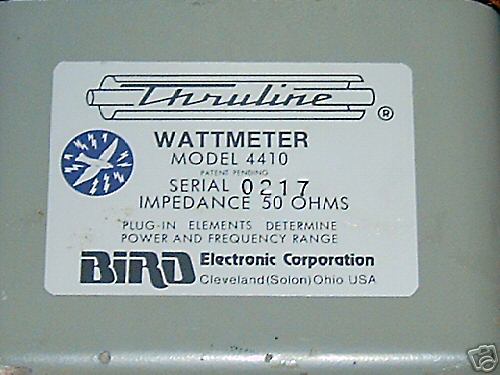 Thruline
®
WATTMETER
MODEL 4410
PATENT PENDING
SERIAL 0217
IMPEDANCE 50 OHMS
PLUG-IN ELEMENTS DETERMINE
POWER AND FREQUENCY RANGE
BiRD Electronic Corporation
Cleveland (Solon) Ohio USA